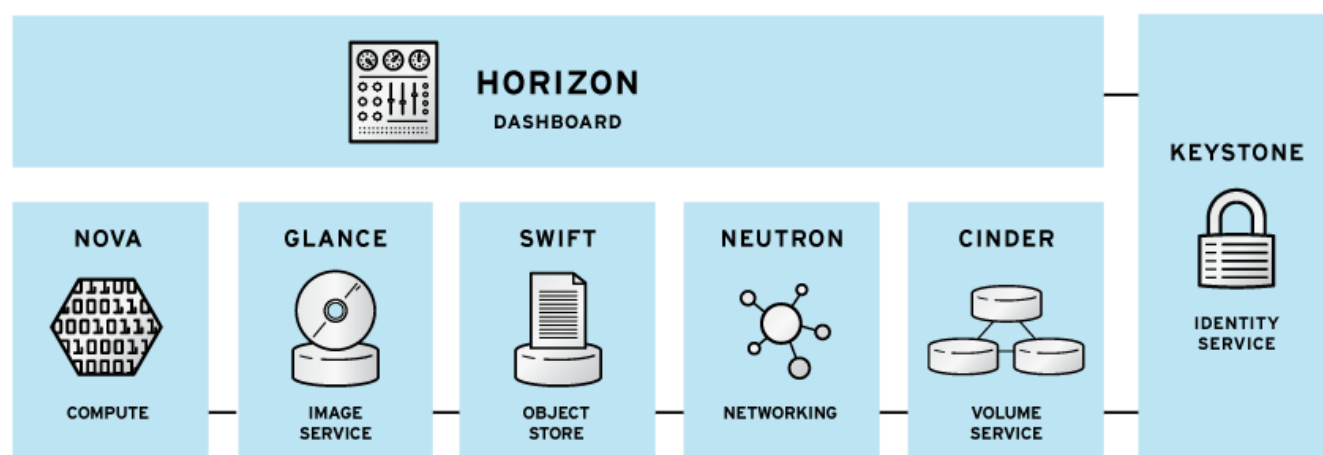 HORIZON
DASHBOARD
KEYSTONE
IDENTITY
SERVICE
NOVA
COMPUTE
GLANCE
IMAGE
SERVICE
SWIFT
OBJECT
STORE
NEUTRON
NETWORKING
CINDER
VOLUME
SERVICE